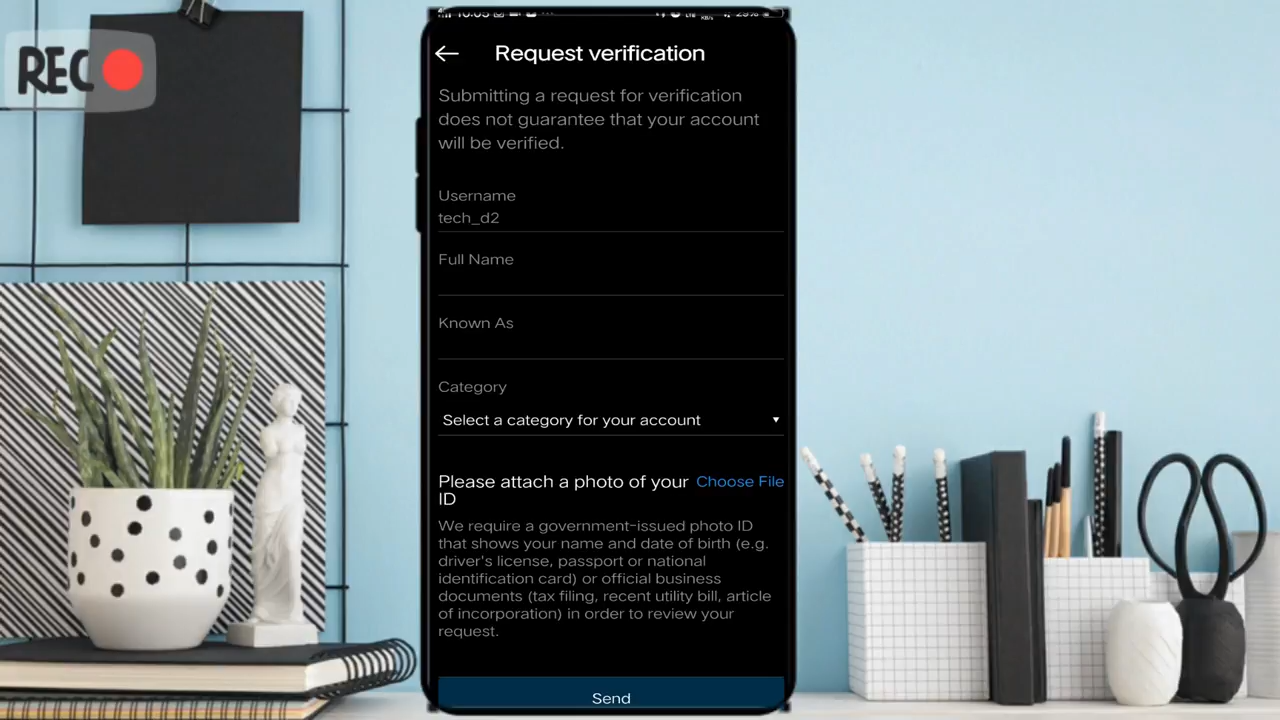 REC
Request verification
Submitting a request for verification
does not guarantee that your account
will be verified.
Username
tech_d2
Full Name
Known As
Category
Select a category for your account
Please attach a photo of your Choose File
ID
We require a government-issued photo ID
that shows your name and date of birth (e.g.
driver's license, passport or national
identification card) or official business
documents (tax filing, recent utility bill, article
of incorporation) in order to review your
request.
Send